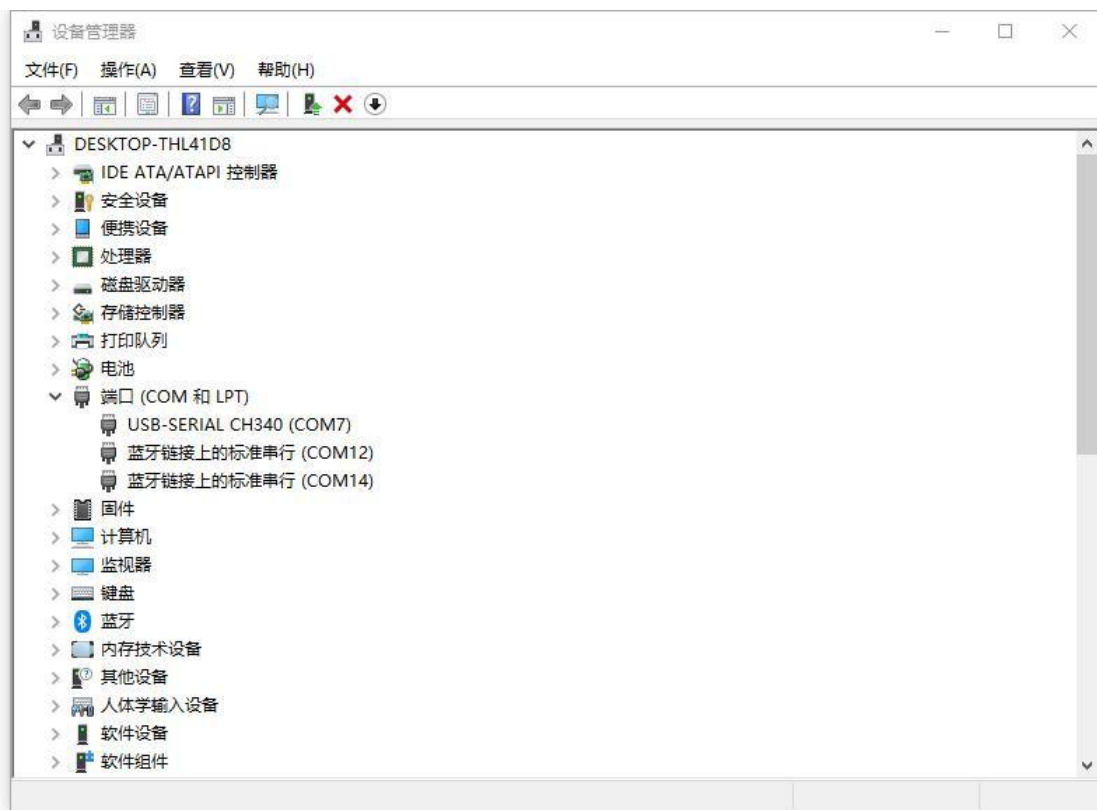 设备管理器
文件(F) 操作(A) 查看(V) 帮助(H)
DESKTOP-THL41D8
IDE ATA/ATAPI 控制器
安全设备
便携设备
处理器
磁盘驱动器
存储控制器
打印队列
电池
端口 (COM 和 LPT)
USB-SERIAL CH340 (COM7)
蓝牙链接上的标准串行 (COM12)
蓝牙链接上的标准串行 (COM14)
固件
计算机
监视器
键盘
蓝牙
内存技术设备
其他设备
人体学输入设备
软件设备
软件组件